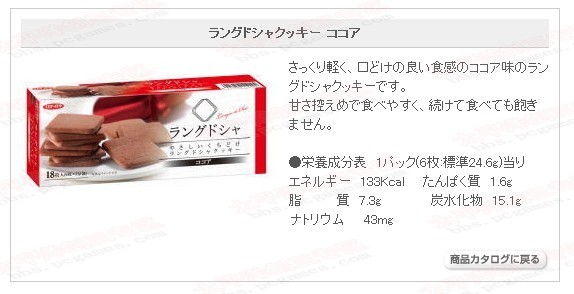 ラングドシャクッキー ココア
さっくり軽く、口どけの良い食感のココア味のラン
グドシャクッキーです。
甘さ控えめで食べやすく、続けて食べても飽き
ません。
●栄養成分表 1パック(6枚:標準24.6g)当り
エネルギー 133Kcal たんぱく質 1.6g
脂 質 7.3g 炭水化物 15.1g
ナトリウム 43mg
ラングドシャ
やさしいくちどけ
ラングドシャクッキー
ココア
18枚
商品カタログに戻る